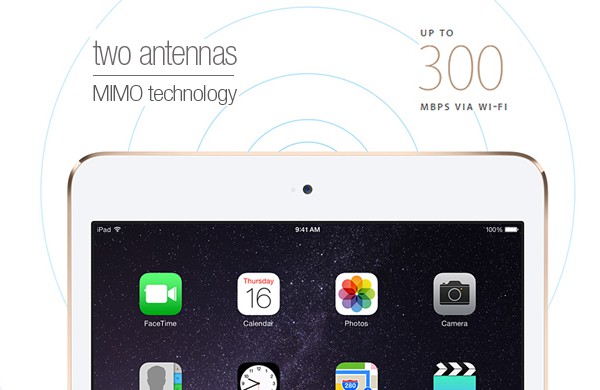 two antennas
MIMO technology
UP TO
300
MBPS VIA WI-FI
iPad
9:41 AM
100%
Thursday
16
FaceTime
Calendar
Photos
Camera
280